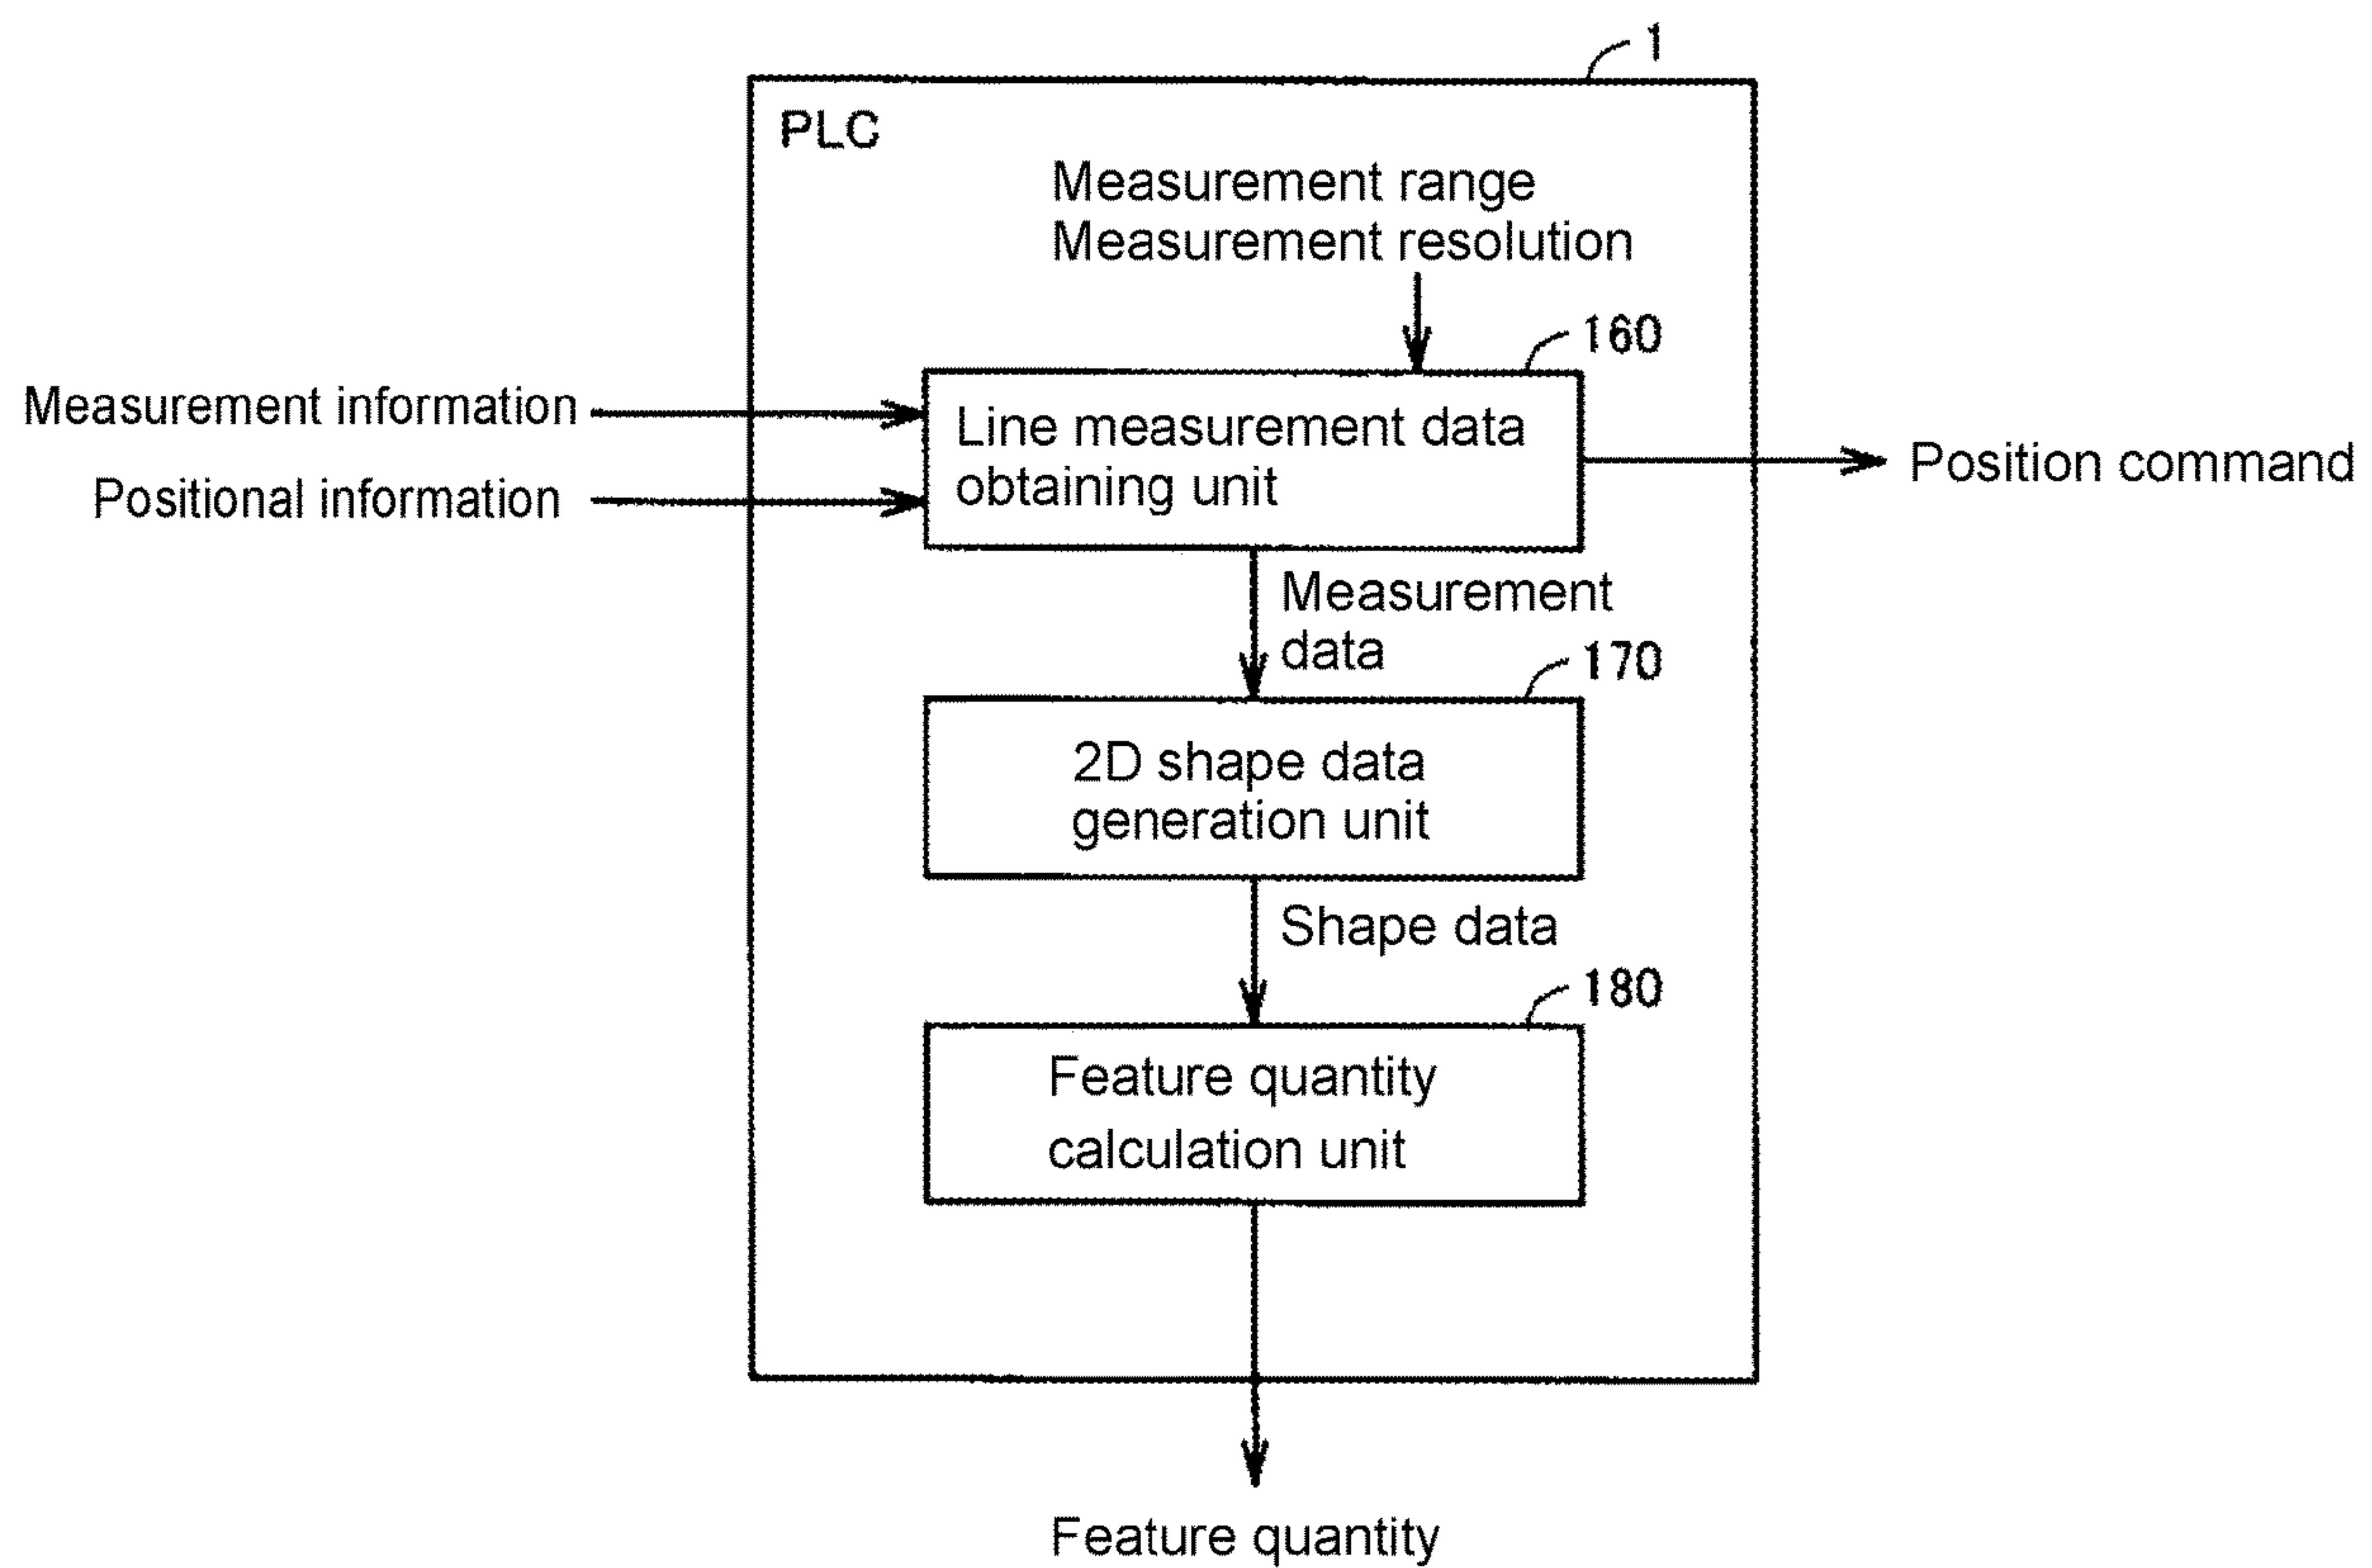 1
PLC
Measurement range
Measurement resolution
160
Measurement information
Line measurement data
obtaining unit
Position command
Positional information
Measurement
data
170
2D shape data
generation unit
Shape data
180
Feature quantity
calculation unit
Feature quantity